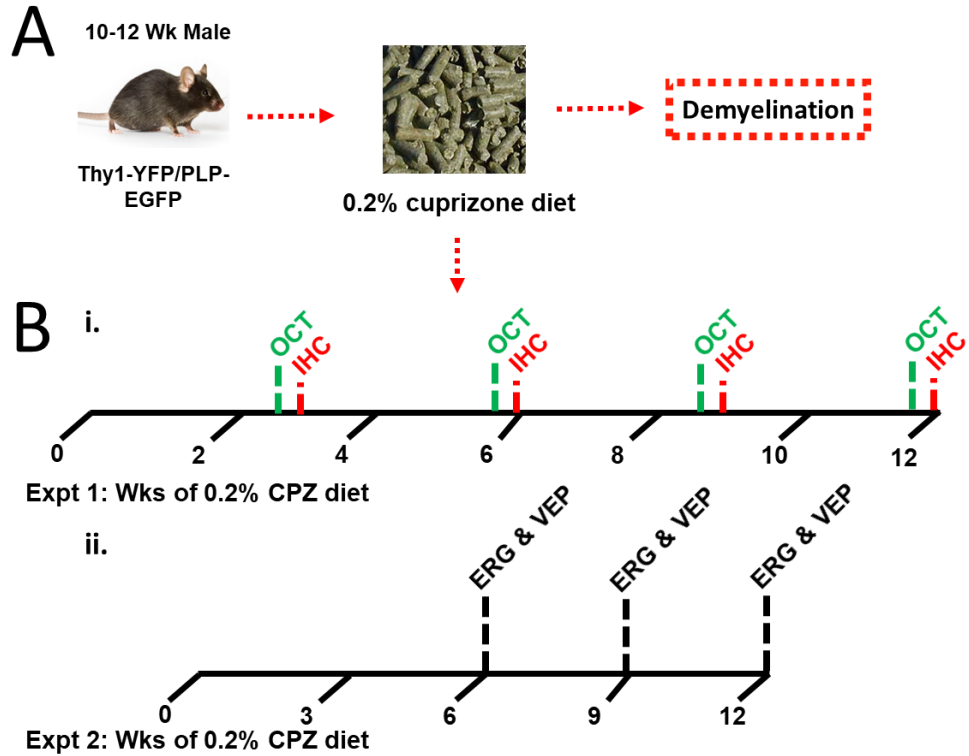 A
10-12 Wk Male
Thy1-YFP/PLP-
EGFP
0.2% cuprizone diet
Demyelination
B
i.
OCT
IHC
OCT
IHC
OCT
IHC
OCT
IHC
0
2
4
6
8
10
12
Expt 1: Wks of 0.2% CPZ diet
ii.
ERG & VEP
ERG & VEP
ERG & VEP
0
3
6
9
12
Expt 2: Wks of 0.2% CPZ diet